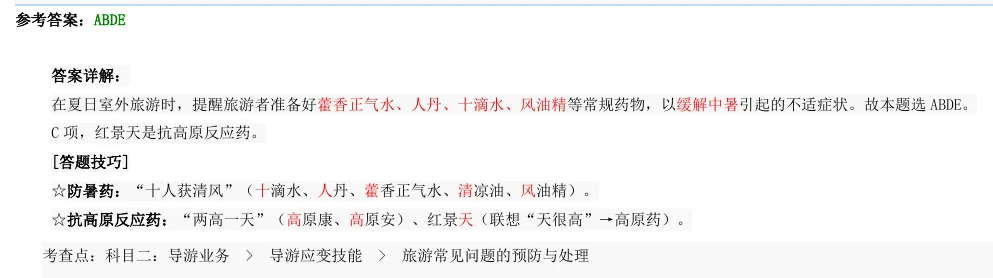 参考答案：ABDE
答案详解：
在夏日室外旅游时，提醒旅游者准备好藿香正气水、人丹、十滴水、风油精等常规药物，以缓解中暑引起的不适症状。故本题选 ABDE。
C 项，红景天是抗高原反应药。
[答题技巧]
☆防暑药：“十人获清风”（十滴水、人丹、藿香正气水、清凉油、风油精）。
☆抗高原反应药：“两高一天”（高原康、高原安）、红景天（联想“天很高”→高原药）。
考查点：科目二：导游业务 > 导游应变技能 > 旅游常见问题的预防与处理